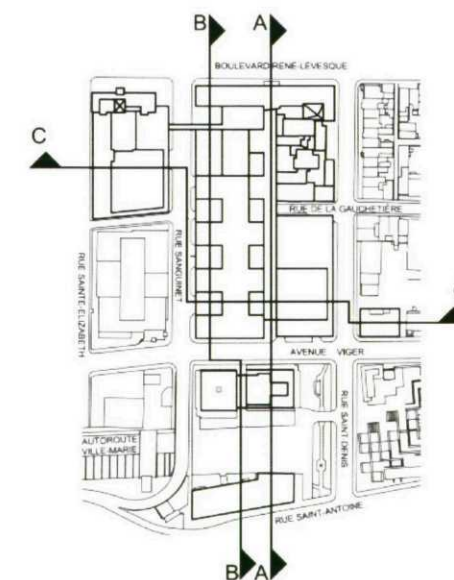 B
A
BOULEVARD RENÉ-LÉVESQUE
C
RUE DE LA GAUCHETIÈRE
RUE SAINTE-ELIZABETH
RUE SANGUINET
AVENUE VIGER
RUE SAINT-DENIS
AUTOROUTE
VILLE-MARIE
RUE SAINT-ANTOINE
B
A